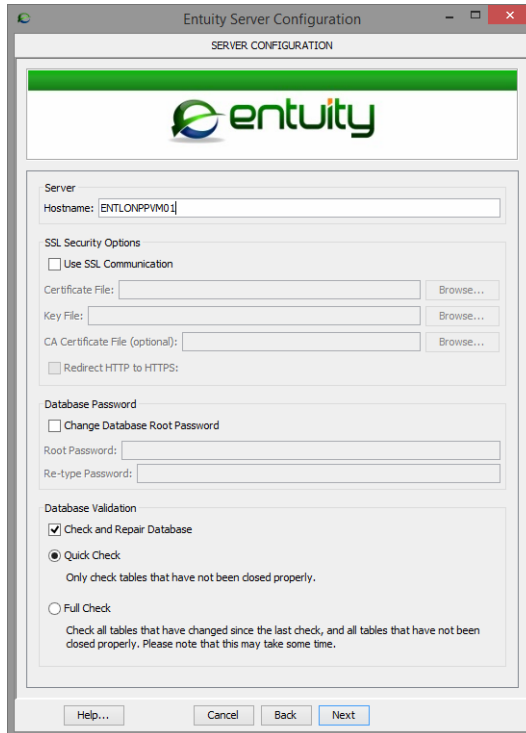 Entuity Server Configuration
SERVER CONFIGURATION
entuity
Server
Hostname: ENTLONPPVM01
SSL Security Options
Use SSL Communication
Certificate File: Browse...
Key File: Browse...
CA Certificate File (optional): Browse...
Redirect HTTP to HTTPS:
Database Password
Change Database Root Password
Root Password:
Re-type Password:
Database Validation
Check and Repair Database
Quick Check
Only check tables that have not been closed properly.
Full Check
Check all tables that have changed since the last check, and all tables that have not been
closed properly. Please note that this may take some time.
Help... Cancel Back Next